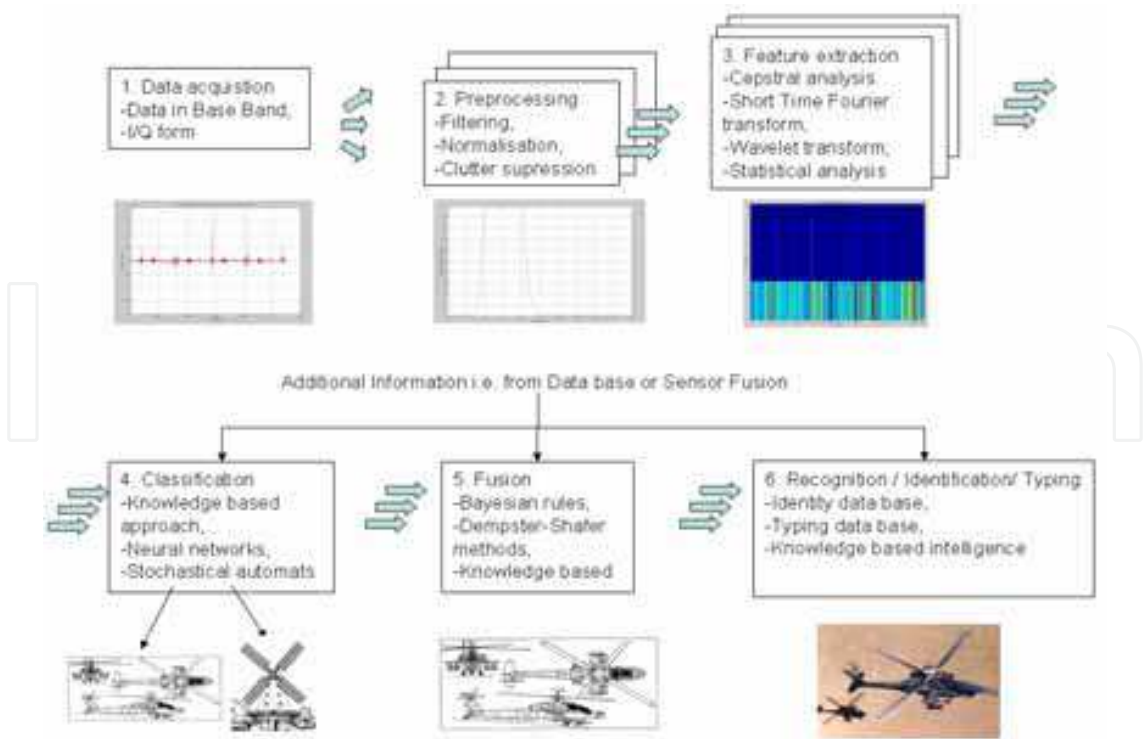 1. Data acquistion
-Data in Base Band,
-I/Q form
2. Preprocessing
-Filtering,
-Normalisation,
-Clutter supression
3. Feature extraction
-Cepstral analysis
-Short Time Fourier
transform,
-Wavelet transform,
-Statistical analysis
Additional Information i.e. from Data base or Sensor Fusion
4. Classification
-Knowledge based
approach,
-Neural networks,
-Stochastical automats
5. Fusion
-Bayesian rules,
-Dempster-Shafer
methods,
-Knowledge based
6. Recognition / Identification/ Typing
-Identity data base,
-Typing data base,
-Knowledge based intelligence